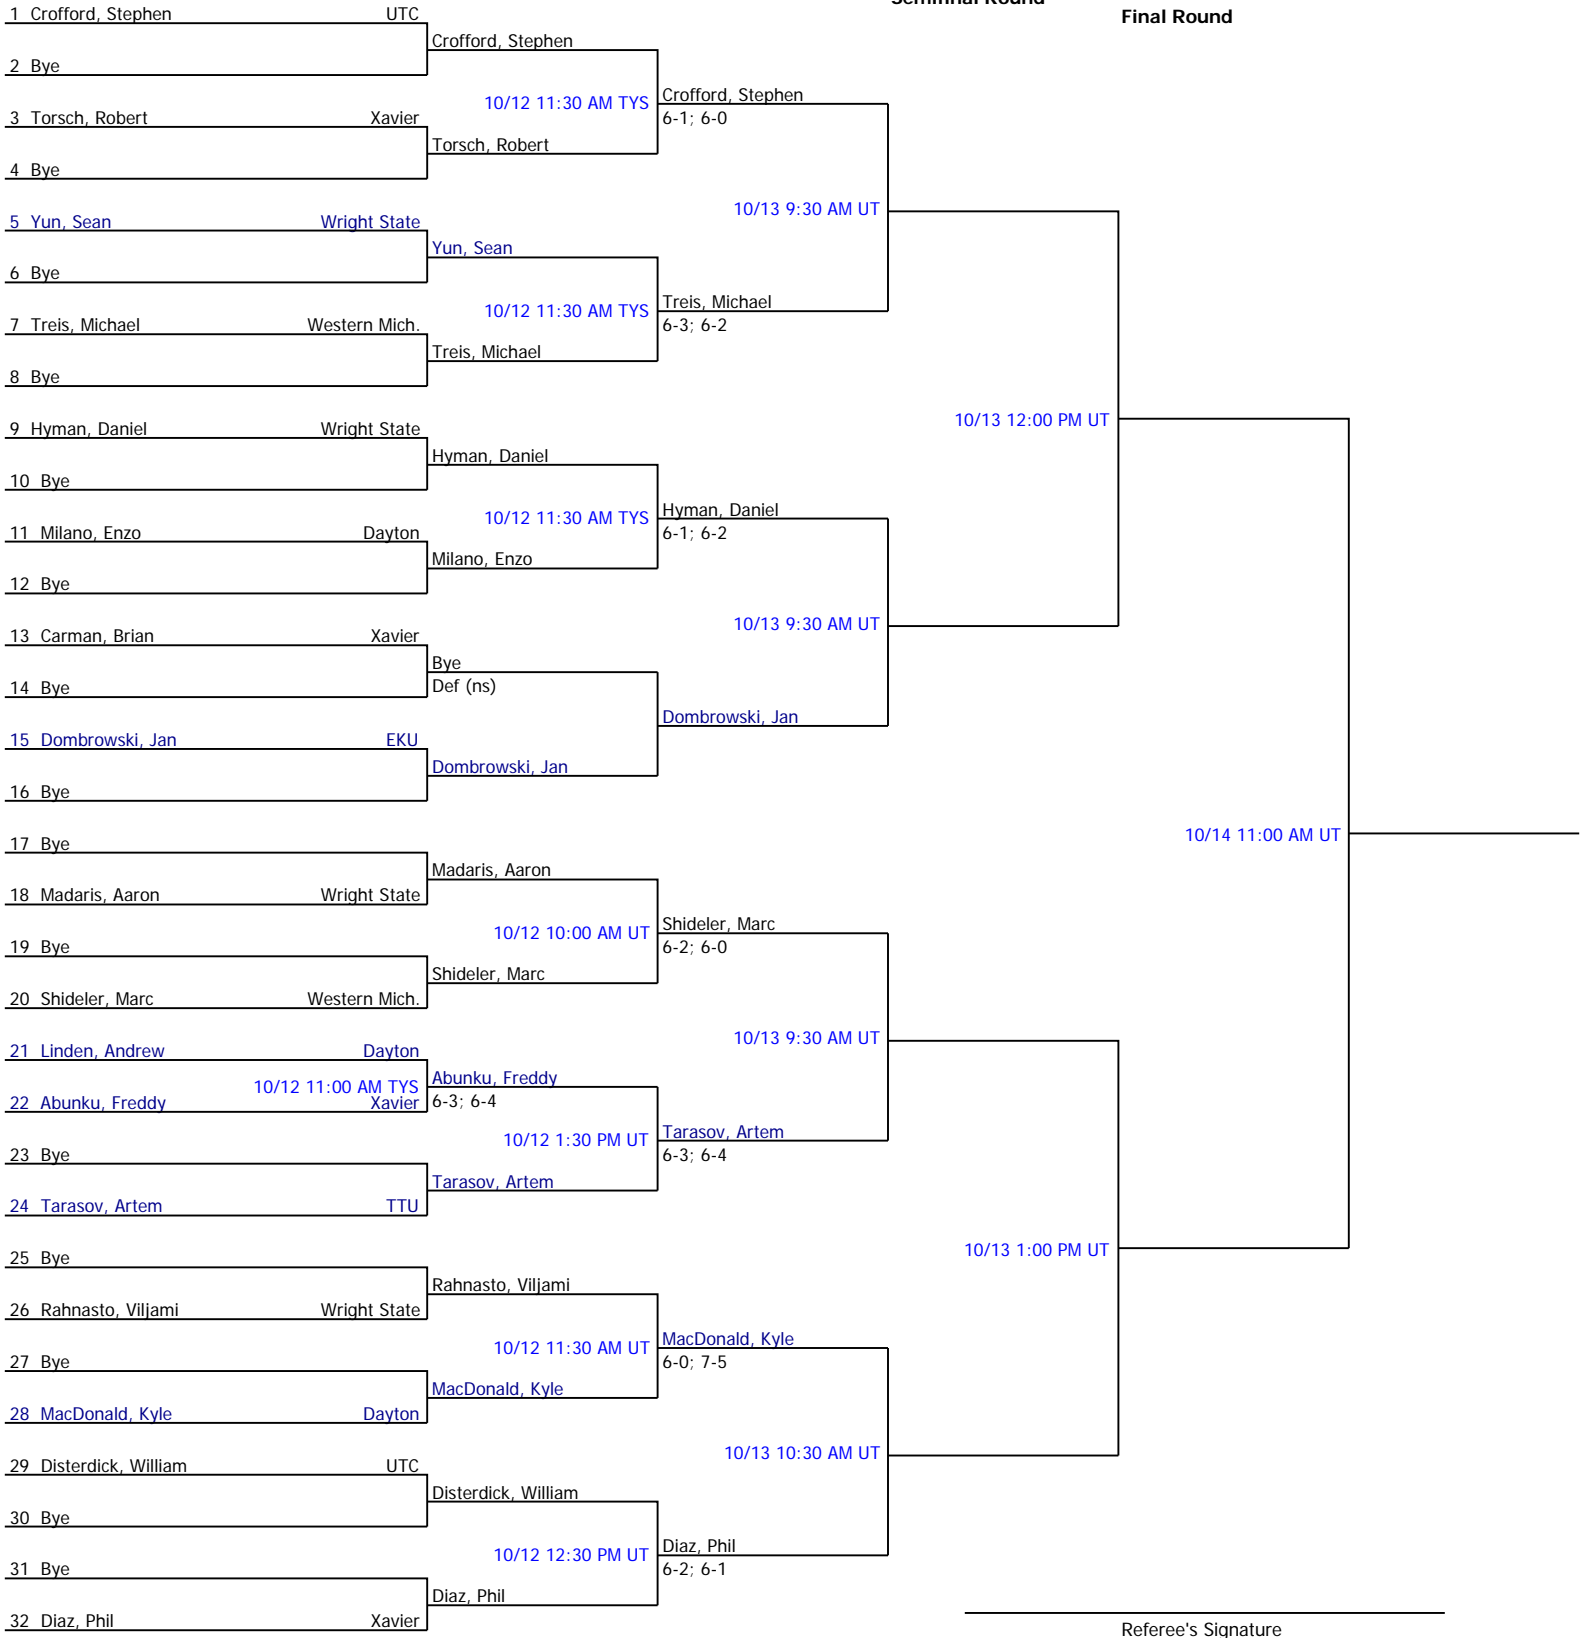 Semifinal Round
Final Round
1 Crofford, Stephen UTC
Crofford, Stephen
2 Bye
10/12 11:30 AM TYS
Crofford, Stephen
6-1; 6-0
3 Torsch, Robert Xavier
Torsch, Robert
4 Bye
10/13 9:30 AM UT
5 Yun, Sean Wright State
Yun, Sean
6 Bye
10/12 11:30 AM TYS
Treis, Michael
6-3; 6-2
7 Treis, Michael Western Mich.
Treis, Michael
8 Bye
10/13 12:00 PM UT
9 Hyman, Daniel Wright State
Hyman, Daniel
10 Bye
10/12 11:30 AM TYS
Hyman, Daniel
6-1; 6-2
11 Milano, Enzo Dayton
Milano, Enzo
12 Bye
10/13 9:30 AM UT
13 Carman, Brian Xavier
Bye
Def (ns)
14 Bye
Dombrowski, Jan
15 Dombrowski, Jan EKU
Dombrowski, Jan
16 Bye
10/14 11:00 AM UT
17 Bye
Madaris, Aaron
18 Madaris, Aaron Wright State
10/12 10:00 AM UT
Shideler, Marc
6-2; 6-0
19 Bye
Shideler, Marc
20 Shideler, Marc Western Mich.
10/13 9:30 AM UT
21 Linden, Andrew Dayton
10/12 11:00 AM TYS
Abunku, Freddy
6-3; 6-4
22 Abunku, Freddy Xavier
10/12 1:30 PM UT
Tarasov, Artem
6-3; 6-4
23 Bye
Tarasov, Artem
24 Tarasov, Artem TTU
10/13 1:00 PM UT
25 Bye
Rahnasto, Viljami
26 Rahnasto, Viljami Wright State
10/12 11:30 AM UT
MacDonald, Kyle
6-0; 7-5
27 Bye
MacDonald, Kyle
28 MacDonald, Kyle Dayton
10/13 10:30 AM UT
29 Disterdick, William UTC
Disterdick, William
30 Bye
10/12 12:30 PM UT
Diaz, Phil
6-2; 6-1
31 Bye
Diaz, Phil
32 Diaz, Phil Xavier
Referee's Signature